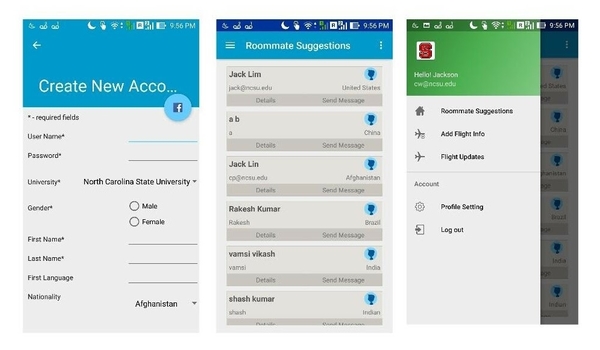 9:56 PM
Create New Acco...
* - required fields
User Name*
Password*
University* North Carolina State University
Gender* Male
Female
First Name*
Last Name*
First Language
Nationality
Afghanistan
9:56 PM
Roommate Suggestions
Jack Lim
jack@ncsu.edu United States
Details Send Message
a b
a China
Details Send Message
Jack Lin
cp@ncsu.edu Afghanistan
Details Send Message
Rakesh Kumar
Rakesh Brazil
Details Send Message
vamsi vikash
vamsi India
Details Send Message
shash kumar
shash Indian
Details Send Message
9:56 PM
S
Hello! Jackson
cw@ncsu.edu
Roommate Suggestions
Add Flight Info
Flight Updates
Account
Profile Setting
Log out
China
Brazil
India
Indian